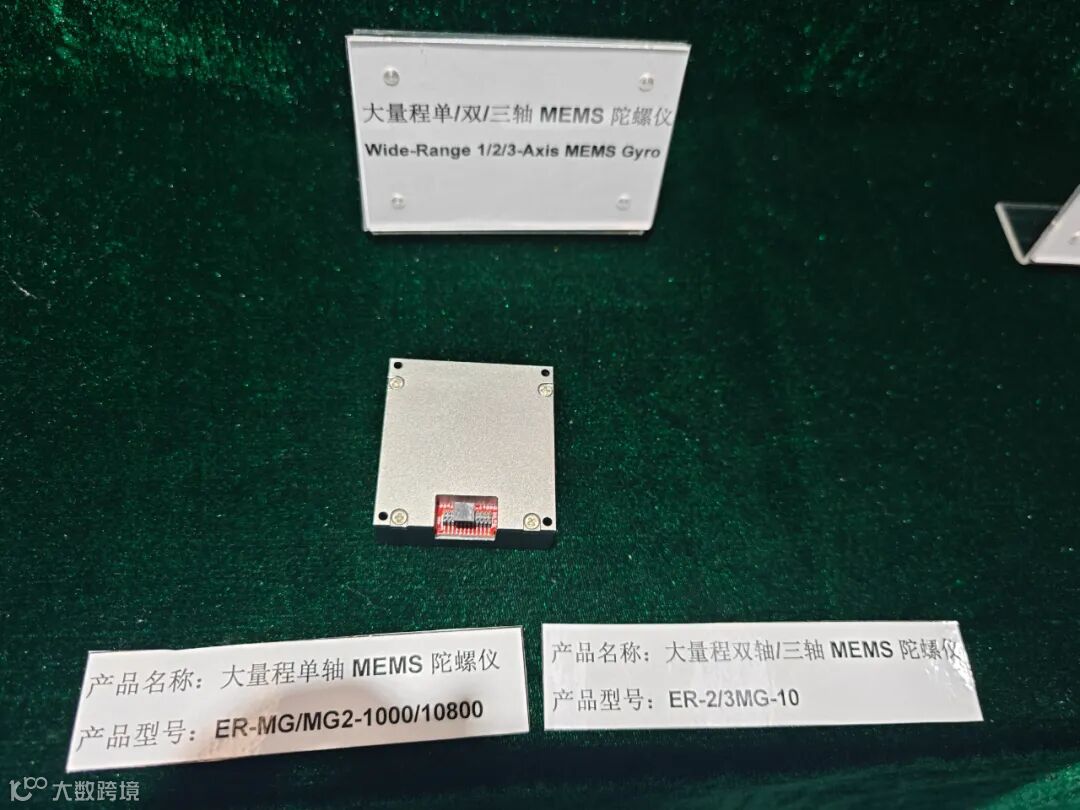 大量程单/双/三轴 MEMS 陀螺仪
Wide-Range 1/2/3-Axis MEMS Gyro
产品名称：大量程单轴 MEMS 陀螺仪
产品型号：ER-MG/MG2-1000/10800
产品名称：大量程双轴/三轴 MEMS 陀螺仪
产品型号：ER-2/3MG-10
大数跨境